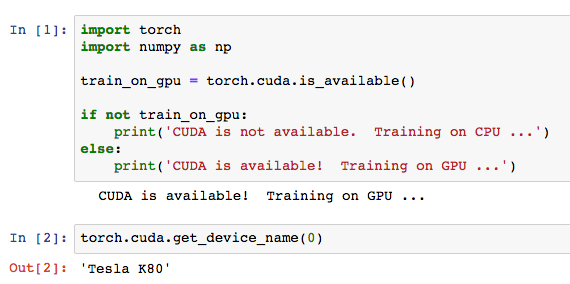 In [1]: import torch
import numpy as np
train_on_gpu = torch.cuda.is_available()
if not train_on_gpu:
    print('CUDA is not available.  Training on CPU ...')
else:
    print('CUDA is available!  Training on GPU ...')
CUDA is available!  Training on GPU ...
In [2]: torch.cuda.get_device_name(0)
Out[2]: 'Tesla K80'